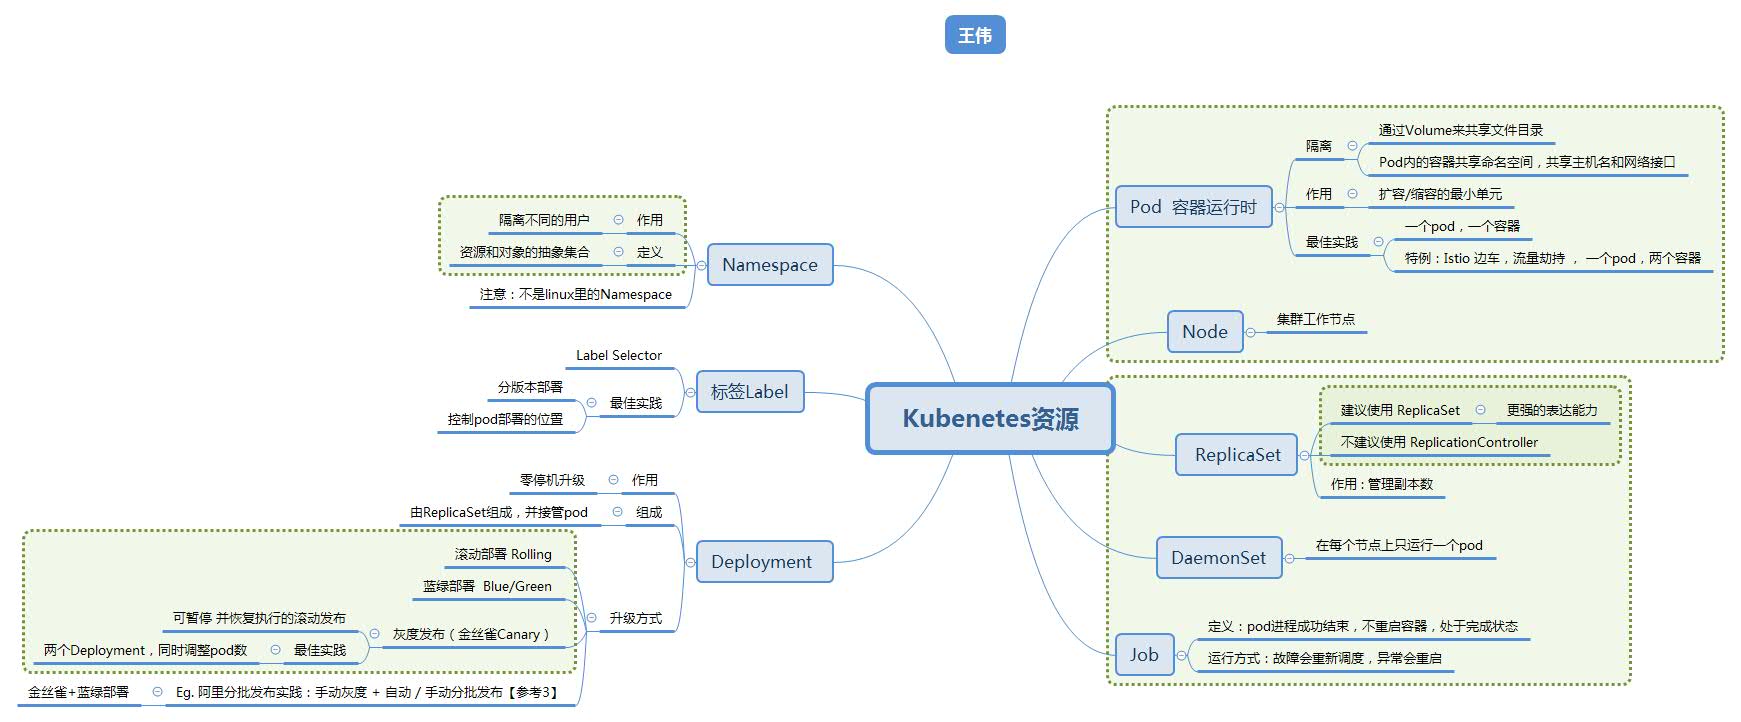 王伟
Kubenetes资源
Pod 容器运行时
隔离
通过Volume来共享文件目录
Pod内的容器共享命名空间，共享主机名和网络接口
作用
扩容/缩容的最小单元
最佳实践
一个pod，一个容器
特例：Istio 边车，流量劫持 ， 一个pod，两个容器
Node
集群工作节点
ReplicaSet
建议使用 ReplicaSet
更强的表达能力
不建议使用 ReplicationController
作用：管理副本数
DaemonSet
在每个节点上只运行一个pod
Job
定义：pod进程成功结束，不重启容器，处于完成状态
运行方式：故障会重新调度，异常会重启
Namespace
作用
隔离不同的用户
定义
资源和对象的抽象集合
注意：不是linux里的Namespace
标签Label
Label Selector
最佳实践
分版本部署
控制pod部署的位置
Deployment
作用
零停机升级
组成
由ReplicaSet组成，并接管pod
升级方式
滚动部署 Rolling
蓝绿部署 Blue/Green
灰度发布（金丝雀Canary）
可暂停 并恢复执行的滚动发布
最佳实践
两个Deployment，同时调整pod数
Eg. 阿里分批发布实践：手动灰度 + 自动 / 手动分批发布【参考3】
金丝雀+蓝绿部署